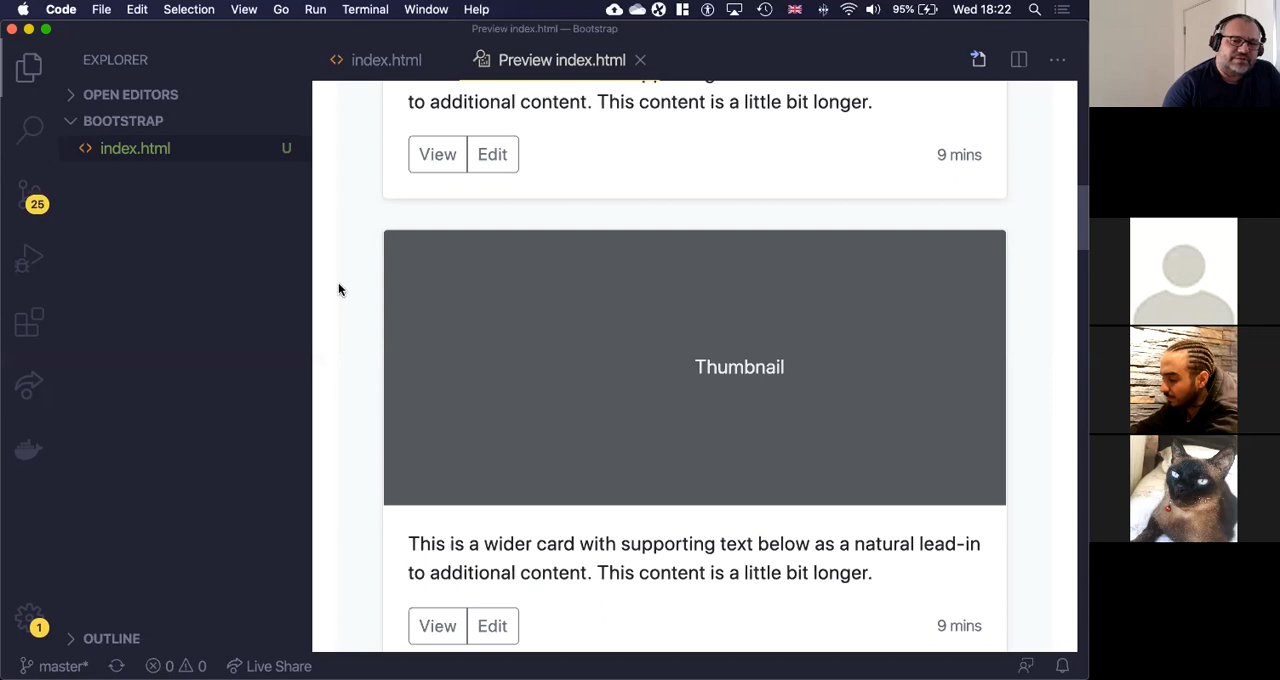 Code File Edit Selection View Go Run Terminal Window Help 95% Wed 18:22
Preview index.html — Bootstrap
EXPLORER
index.html
Preview index.html
OPEN EDITORS
BOOTSTRAP
index.html U
25
to additional content. This content is a little bit longer.
View Edit 9 mins
Thumbnail
This is a wider card with supporting text below as a natural lead-in
to additional content. This content is a little bit longer.
View Edit 9 mins
1
OUTLINE
master* 0 0 Live Share